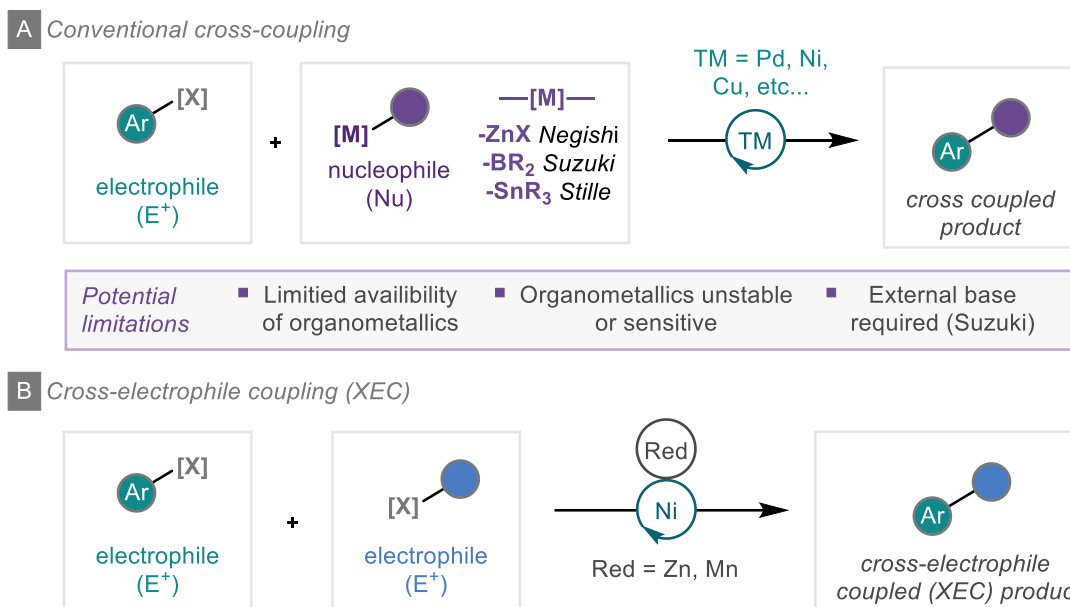 A Conventional cross-coupling
Ar
[X]
electrophile
(E⁺)
+
[M]
nucleophile
(Nu)
[M]
-ZnX Negishi
-BR₂ Suzuki
-SnR₃ Stille
TM = Pd, Ni,
Cu, etc...
TM
Ar
cross coupled
product
Potential
limitations
Limitied availibility
of organometallics
Organometallics unstable
or sensitive
External base
required (Suzuki)
B Cross-electrophile coupling (XEC)
Ar
[X]
electrophile
(E⁺)
+
[X]
electrophile
(E⁺)
Red
Ni
Red = Zn, Mn
Ar
cross-electrophile
coupled (XEC) produc